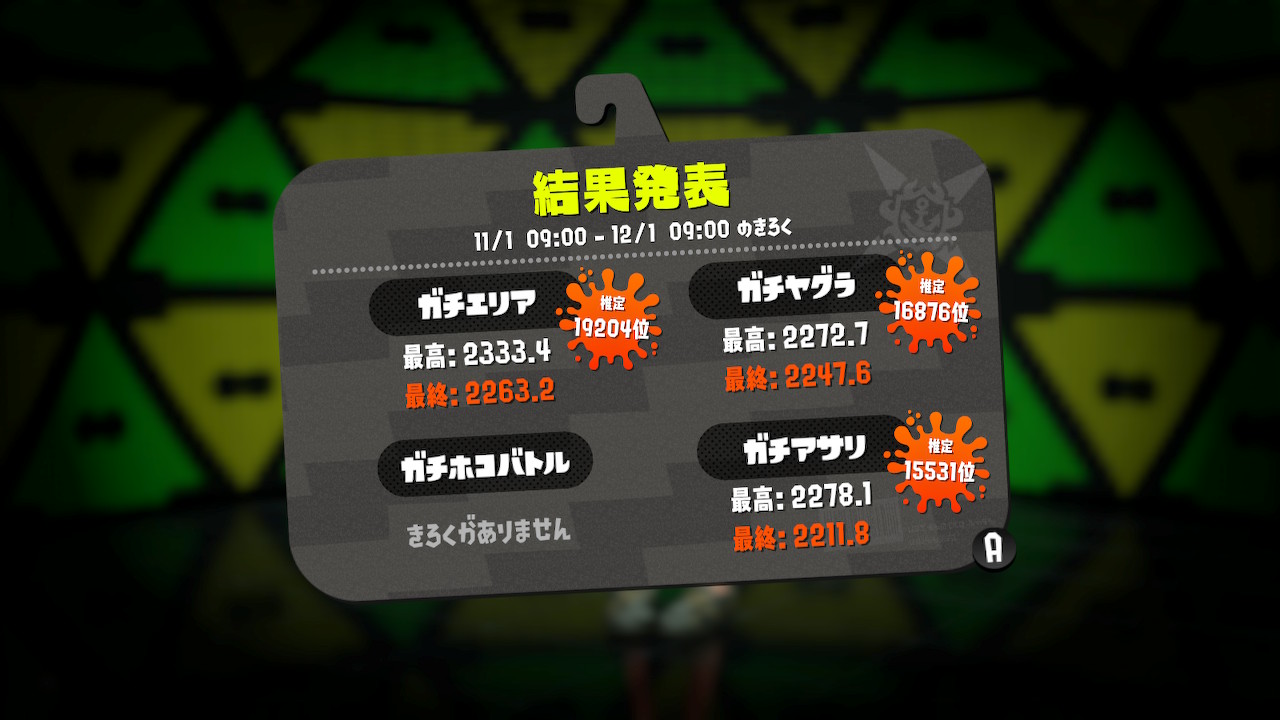 結果発表
11/1 09:00 - 12/1 09:00 のきろく
ガチエリア
推定
19204位
最高: 2333.4
最終: 2263.2
ガチヤグラ
推定
16876位
最高: 2272.7
最終: 2247.6
ガチホコバトル
きろくがありません
ガチアサリ
推定
15531位
最高: 2278.1
最終: 2211.8
A